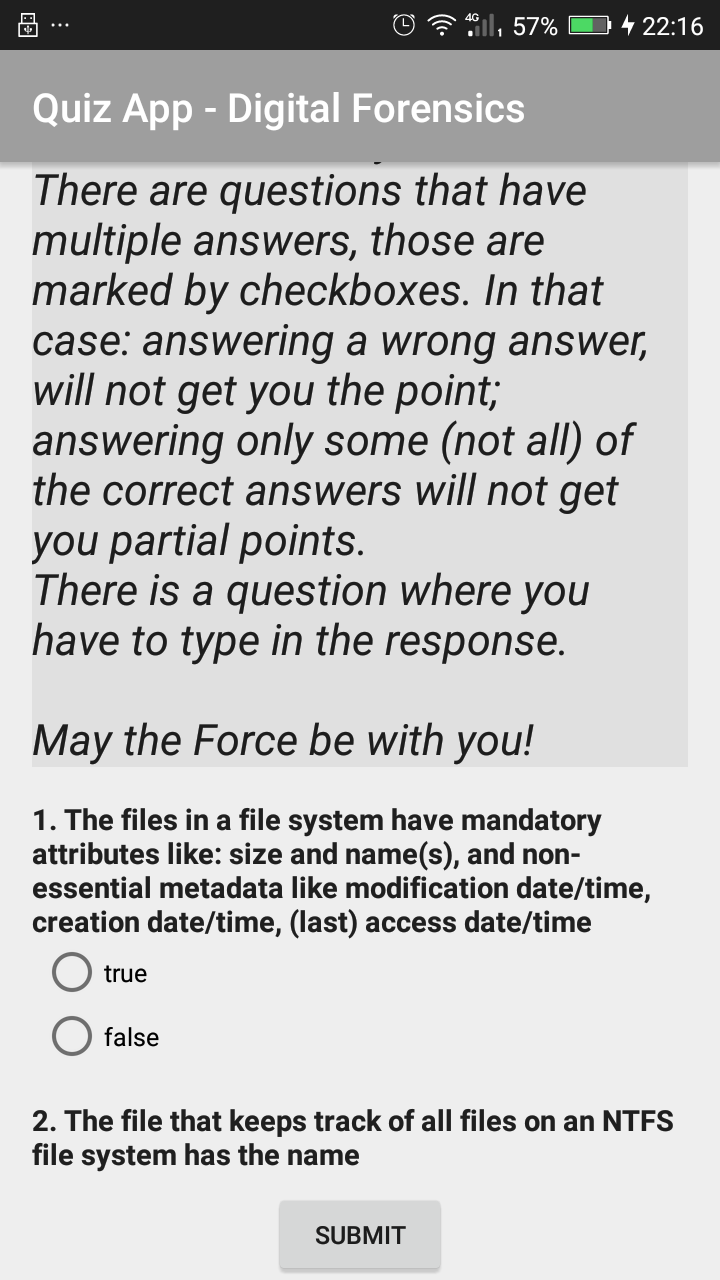 4G 1 57% 22:16
Quiz App - Digital Forensics
There are questions that have
multiple answers, those are
marked by checkboxes. In that
case: answering a wrong answer,
will not get you the point;
answering only some (not all) of
the correct answers will not get
you partial points.
There is a question where you
have to type in the response.
May the Force be with you!
1. The files in a file system have mandatory
attributes like: size and name(s), and non-
essential metadata like modification date/time,
creation date/time, (last) access date/time
true
false
2. The file that keeps track of all files on an NTFS
file system has the name
SUBMIT